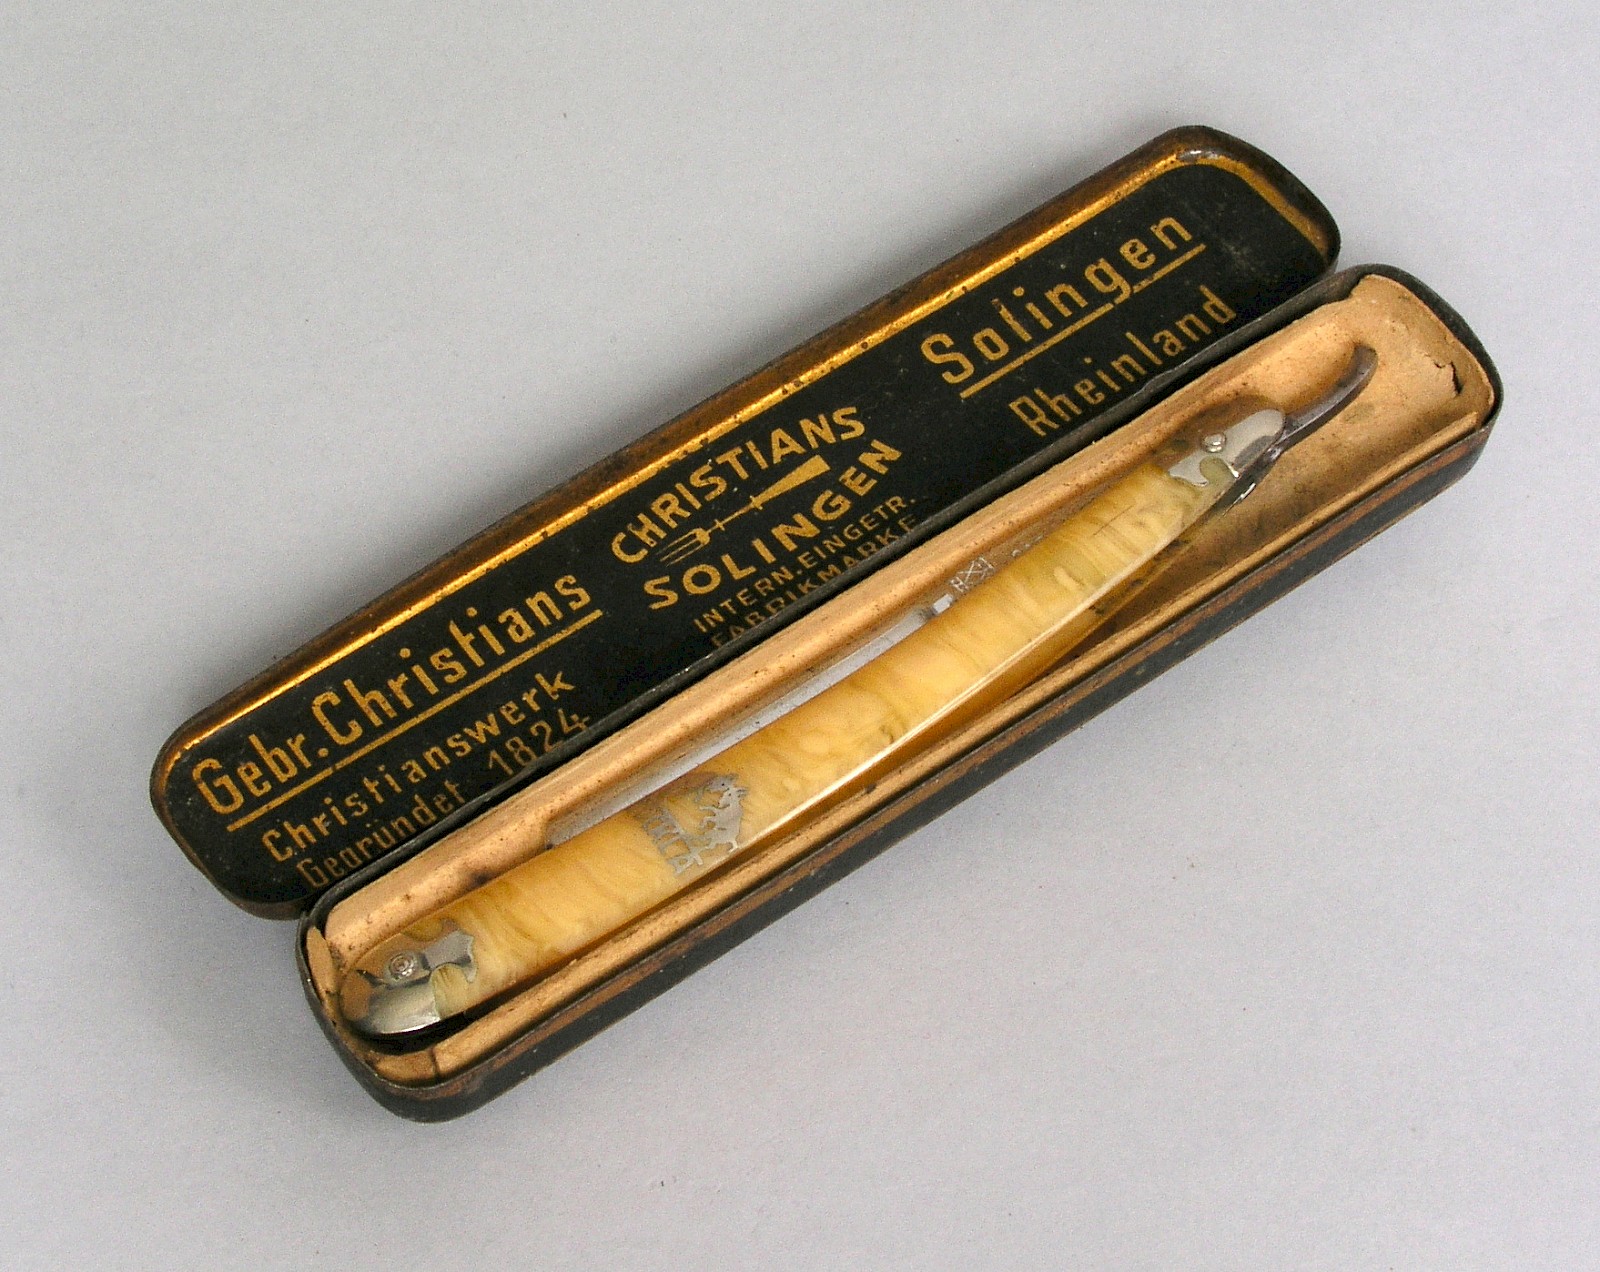 Gebr. Christians
Christianswerk
Gegründet 1824
CHRISTIANS
SOLINGEN
INTERN. EINGETR.
FABRIKMARKE
Solingen
Rheinland